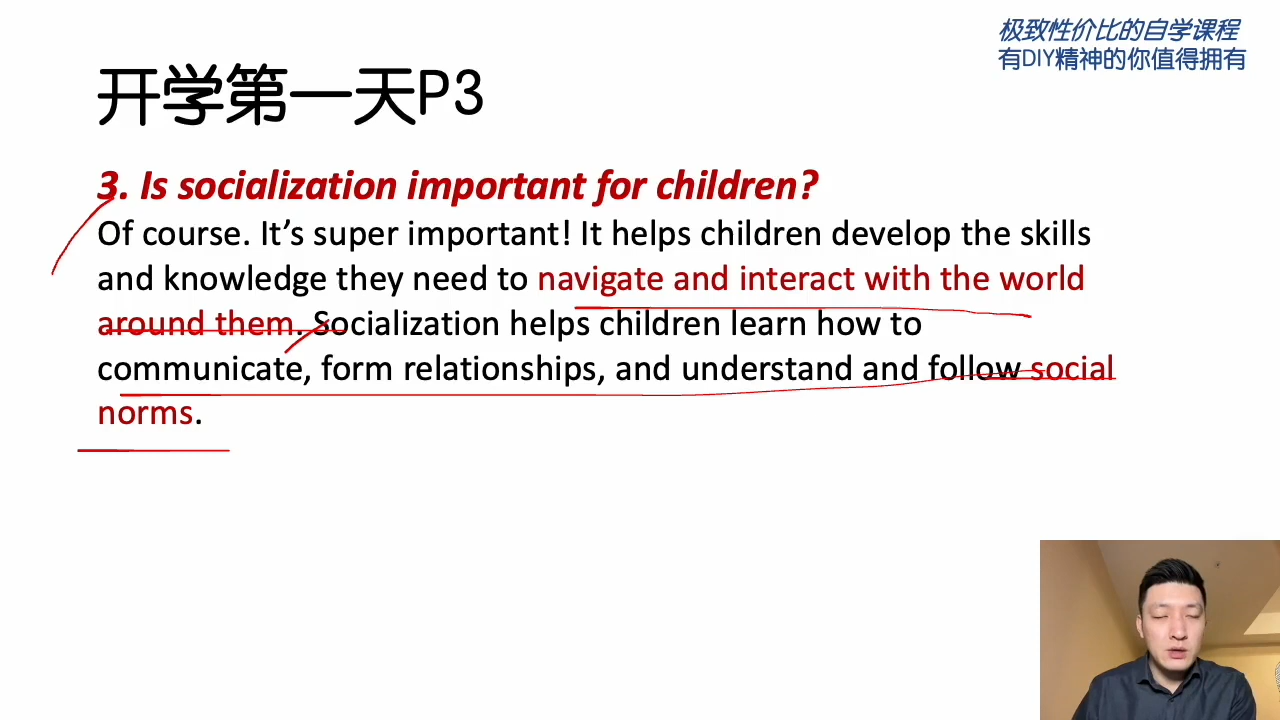 极致性价比的自学课程
有DIY精神的你值得拥有
开学第一天P3
3. Is socialization important for children?
Of course. It’s super important! It helps children develop the skills
and knowledge they need to navigate and interact with the world
around them. Socialization helps children learn how to
communicate, form relationships, and understand and follow social
norms.